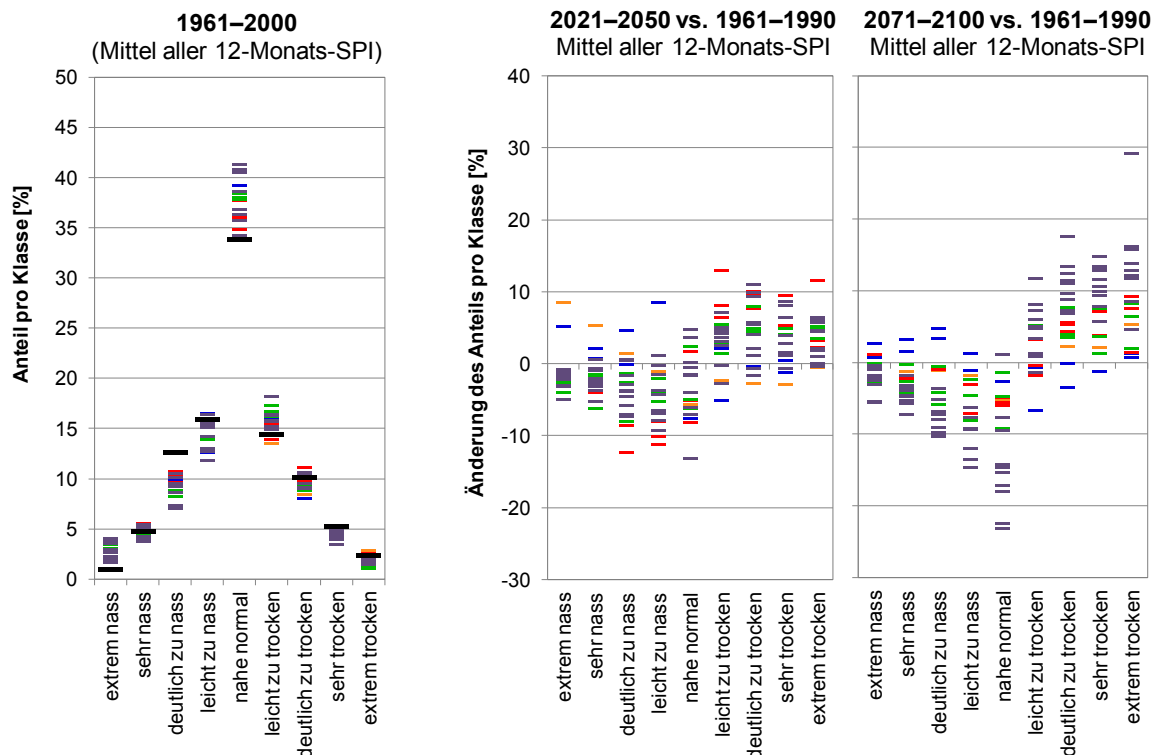 1961–2000
(Mittel aller 12-Monats-SPI)
2021–2050 vs. 1961–1990
Mittel aller 12-Monats-SPI
2071–2100 vs. 1961–1990
Mittel aller 12-Monats-SPI
Anteil pro Klasse [%]
50
45
40
35
30
25
20
15
10
5
0
extrem nass
sehr nass
deutlich zu nass
leicht zu nass
nahe normal
leicht zu trocken
deutlich zu trocken
sehr trocken
extrem trocken
Änderung des Anteils pro Klasse [%]
40
30
20
10
0
-10
-20
-30
extrem nass
sehr nass
deutlich zu nass
leicht zu nass
nahe normal
leicht zu trocken
deutlich zu trocken
sehr trocken
extrem trocken
extrem nass
sehr nass
deutlich zu nass
leicht zu nass
nahe normal
leicht zu trocken
deutlich zu trocken
sehr trocken
extrem trocken